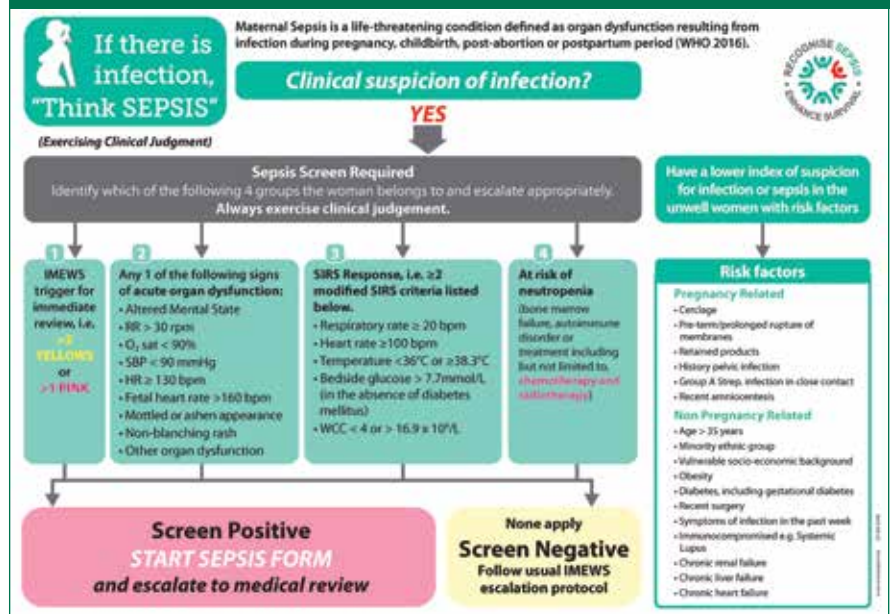 If there is
infection,
"Think SEPSIS"
(Exercising Clinical Judgment)
Maternal Sepsis is a life-threatening condition defined as organ dysfunction resulting from
infection during pregnancy, childbirth, post-abortion or postpartum period (WHO 2016).
Clinical suspicion of infection?
YES
RECOGNISE SEPSIS
ENHANCE SURVIVAL
Sepsis Screen Required
Identify which of the following 4 groups the woman belongs to and escalate appropriately.
Always exercise clinical judgement.
1
IMEWS
trigger for
immediate
review, i.e.
YELLOWS
or
>1 PINK
2
Any 1 of the following signs
of acute organ dysfunction:
• Altered Mental State
• RR > 30 rpm
• O₂ sat < 90%
• SBP < 90 mmHg
• HR ≥ 130 bpm
• Fetal heart rate >160 bpm
• Mottled or ashen appearance
• Non-blanching rash
• Other organ dysfunction
3
SIRS Response, i.e. ≥2
modified SIRS criteria listed
below.
• Respiratory rate ≥ 20 bpm
• Heart rate ≥100 bpm
• Temperature <36°C or ≥38.3°C
• Bedside glucose > 7.7mmol/L
(in the absence of diabetes
mellitus)
• WCC < 4 or > 16.9 x 10⁹/L
4
At risk of
neutropenia
(bone marrow
failure, autoimmune
disorder or
treatment including
but not limited to,
chemotherapy and
radiotherapy)
Screen Positive
START SEPSIS FORM
and escalate to medical review
None apply
Screen Negative
Follow usual IMEWS
escalation protocol
Have a lower index of suspicion
for infection or sepsis in the
unwell women with risk factors
Risk factors
Pregnancy Related
• Cerclage
• Pre-term/prolonged rupture of
membranes
• Retained products
• History pelvic infection
• Group A Strep. infection in close contact
• Recent amniocentesis
Non Pregnancy Related
• Age > 35 years
• Minority ethnic group
• Vulnerable socio-economic background
• Obesity
• Diabetes, including gestational diabetes
• Recent surgery
• Symptoms of infection in the past week
• Immunocompromised e.g. Systemic
Lupus
• Chronic renal failure
• Chronic liver failure
• Chronic heart failure